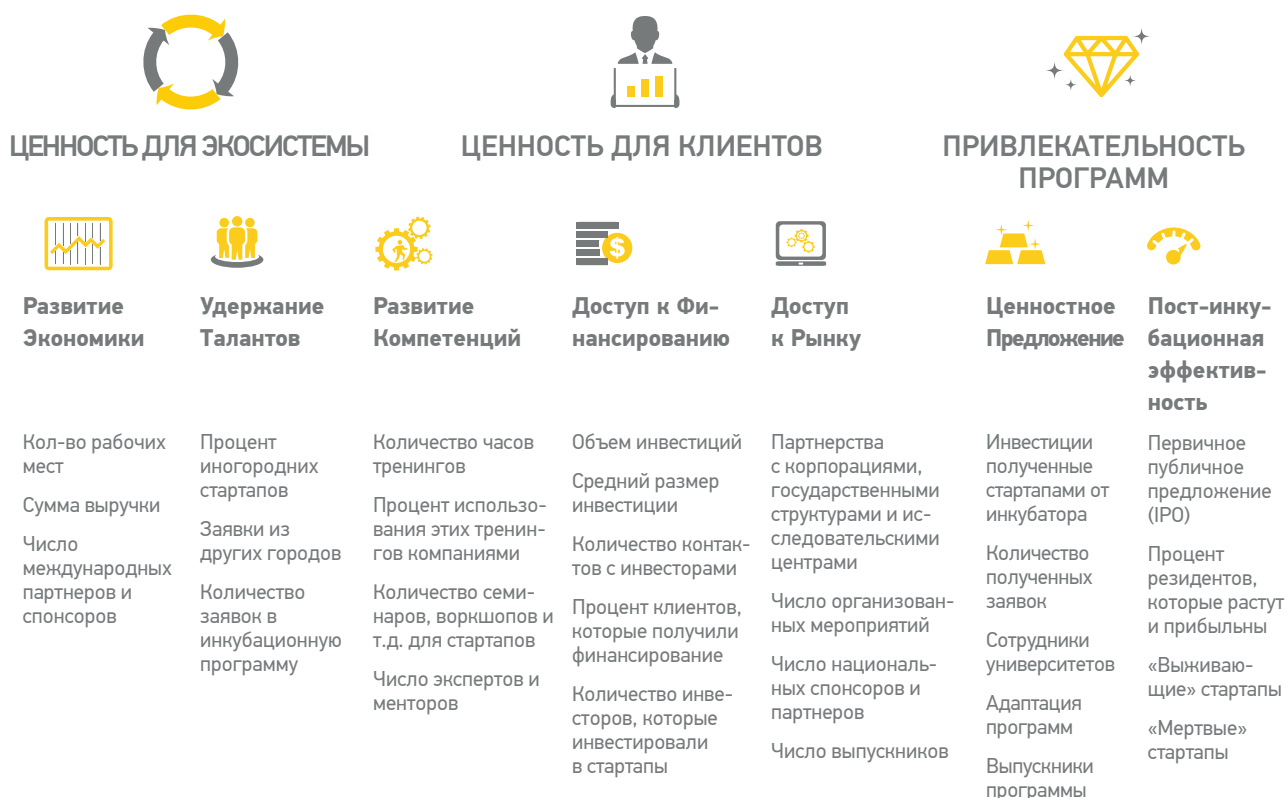 ЦЕННОСТЬ ДЛЯ ЭКОСИСТЕМЫ
ЦЕННОСТЬ ДЛЯ КЛИЕНТОВ
ПРИВЛЕКАТЕЛЬНОСТЬ
ПРОГРАММ
Развитие
Экономики
Кол-во рабочих
мест
Сумма выручки
Число
международных
партнеров и
спонсоров
Удержание
Талантов
Процент
иногородних
стартапов
Заявки из
других городов
Количество
заявок в
инкубационную
программу
Развитие
Компетенций
Количество часов
тренингов
Процент использо-
вания этих тренин-
гов компаниями
Количество семи-
наров, воркшопов и
т.д. для стартапов
Число экспертов и
менторов
$
Доступ к Фи-
нансированию
Объем инвестиций
Средний размер
инвестиции
Количество контак-
тов с инвесторами
Процент клиентов,
которые получили
финансирование
Количество инве-
сторов, которые
инвестировали
в стартапы
Доступ
к Рынку
Партнерства
с корпорациями,
государственными
структурами и ис-
следовательскими
центрами
Число организован-
ных мероприятий
Число националь-
ных спонсоров и
партнеров
Число выпускников
Ценностное
Предложение
Инвестиции
полученные
стартапами от
инкубатора
Количество
полученных
заявок
Сотрудники
университетов
Адаптация
программ
Выпускники
программы
Пост-инку-
бационная
эффектив-
ность
Первичное
публичное
предложение
(IPO)
Процент
резидентов,
которые растут
и прибыльны
«Выживаю-
щие» стартапы
«Мертвые»
стартапы